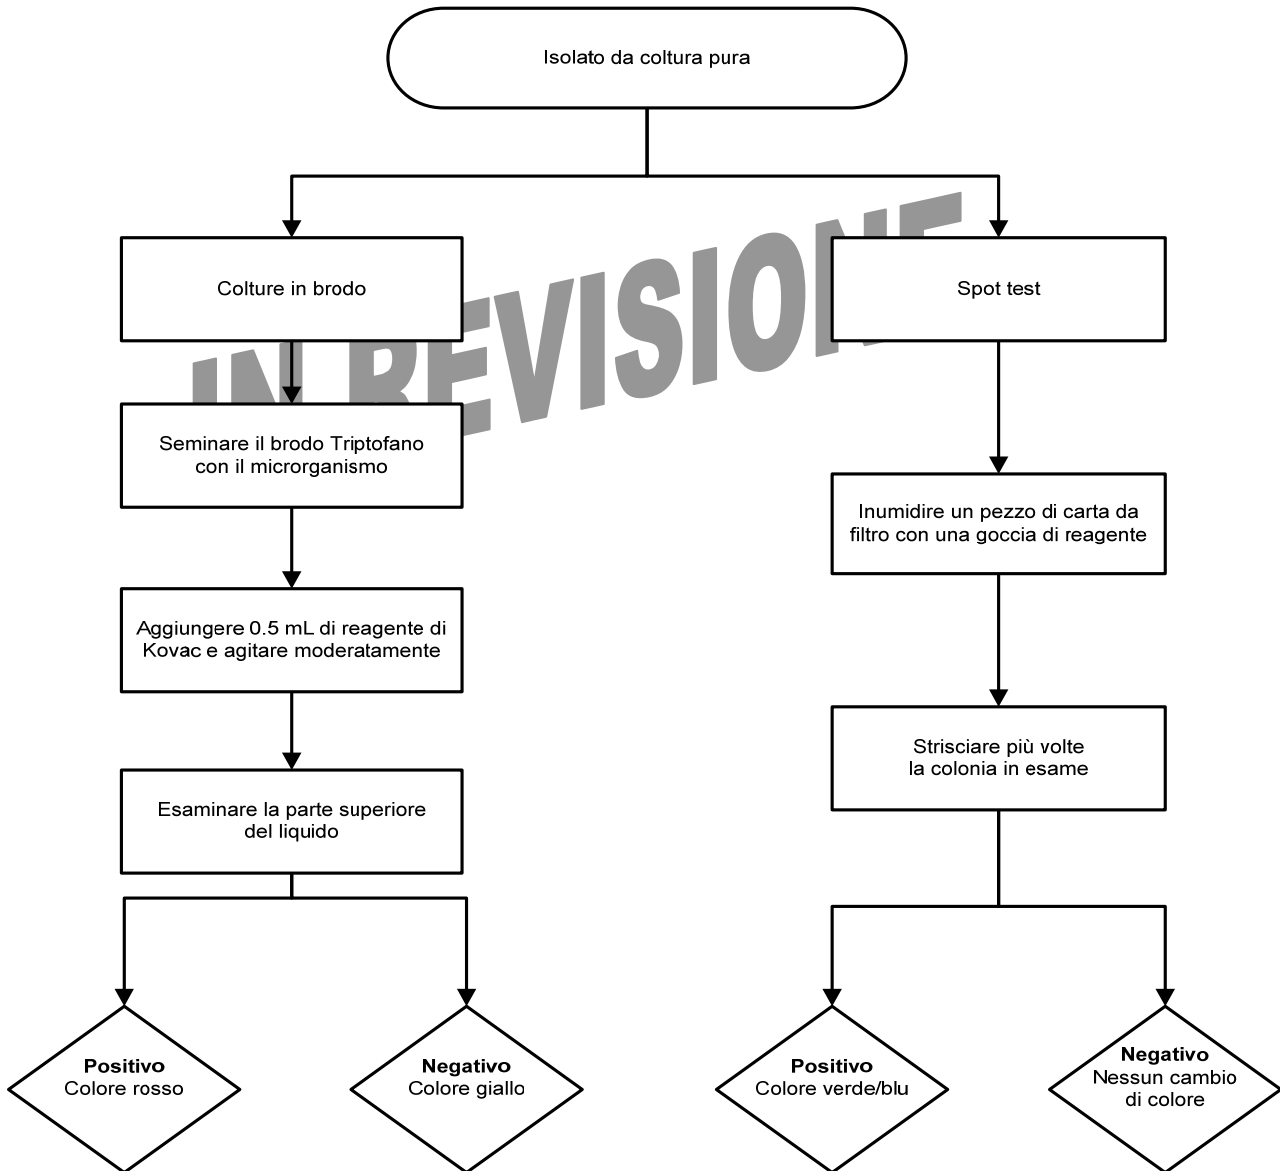 Isolato da coltura pura
IN REVISIONE
Colture in brodo
Spot test
Seminare il brodo Triptofano
con il microrganismo
Inumidire un pezzo di carta da
filtro con una goccia di reagente
Aggiungere 0.5 mL di reagente di
Kovac e agitare moderatamente
Strisciare più volte
la colonia in esame
Esaminare la parte superiore
del liquido
Positivo
Colore rosso
Negativo
Colore giallo
Positivo
Colore verde/blu
Negativo
Nessun cambio
di colore